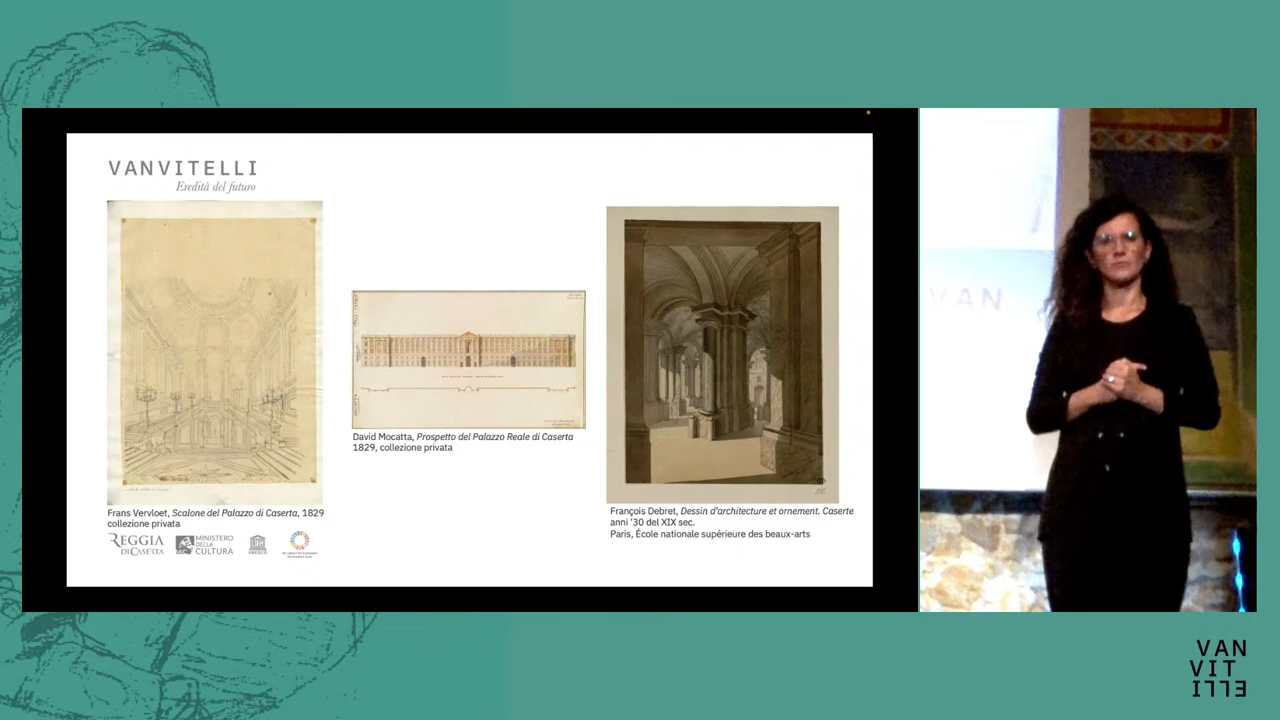 VANVITELLI
Eredità del futuro
Frans Vervloet, Scalone del Palazzo di Caserta, 1829
collezione privata
David Mocatta, Prospetto del Palazzo Reale di Caserta
1829, collezione privata
François Debret, Dessin d'architecture et ornement. Caserte
anni '30 del XIX sec.
Paris, École nationale supérieure des beaux-arts
REGGIA
DI CASERTA
MINISTERO
DELLA
CULTURA
UNESCO
VAN
VAN
VIT
ELLI